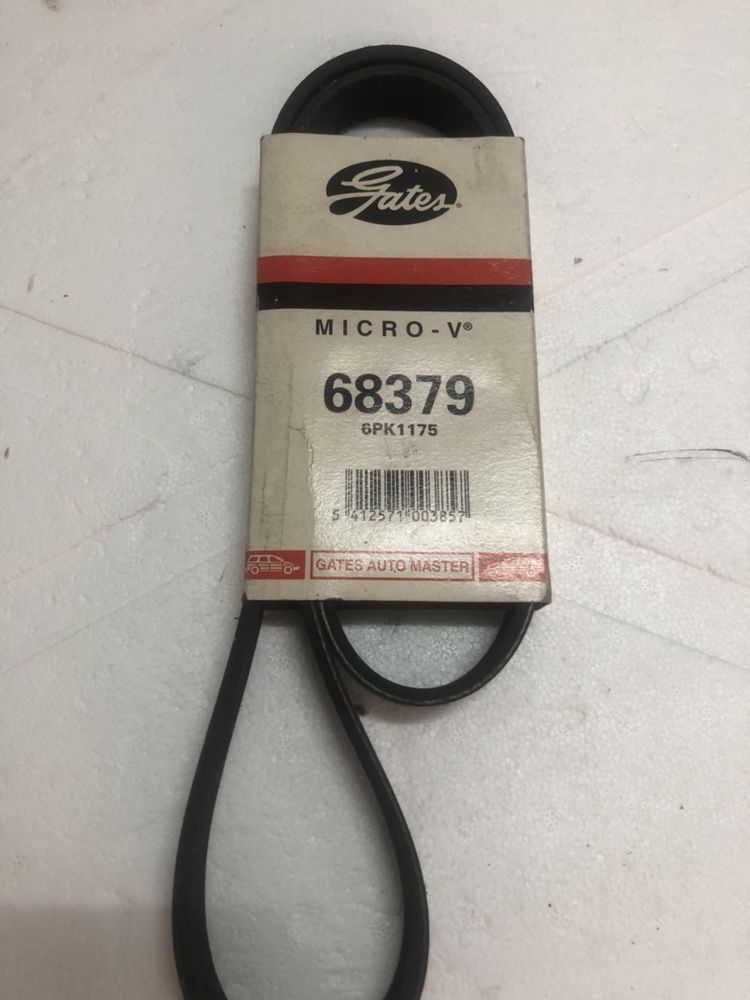 Gates®
MICRO-V®
68379
6PK1175
5 412571 003857
GATES AUTO MASTER